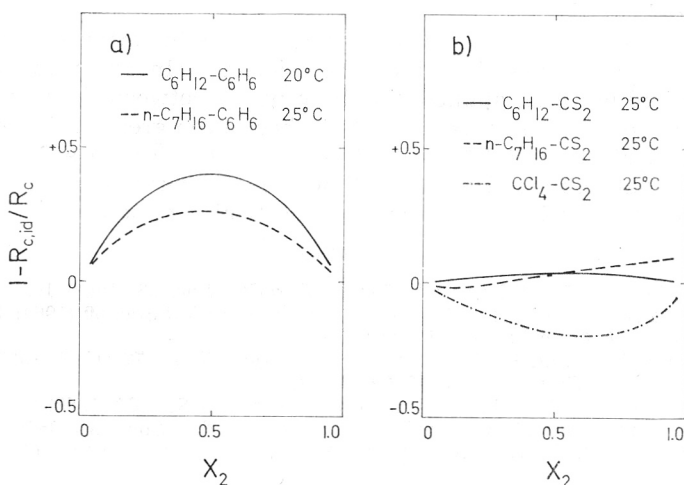 a)
C₆H₁₂-C₆H₆ 20°C
n-C₇H₁₆-C₆H₆ 25°C
+0.5
0
-0.5
0 0.5 1.0
X₂
1-R_c,id/R_c
b)
C₆H₁₂-CS₂ 25°C
n-C₇H₁₆-CS₂ 25°C
CCl₄-CS₂ 25°C
+0.5
0
-0.5
0 0.5 1.0
X₂